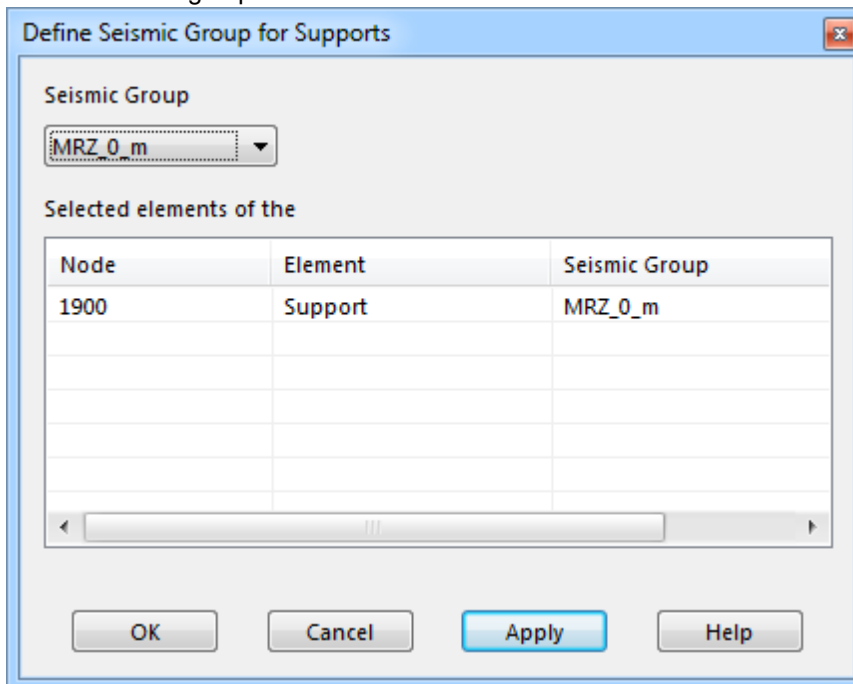 Define Seismic Group for Supports
Seismic Group
MRZ_0_m
Selected elements of the
Node Element Seismic Group
1900 Support MRZ_0_m
OK Cancel Apply Help